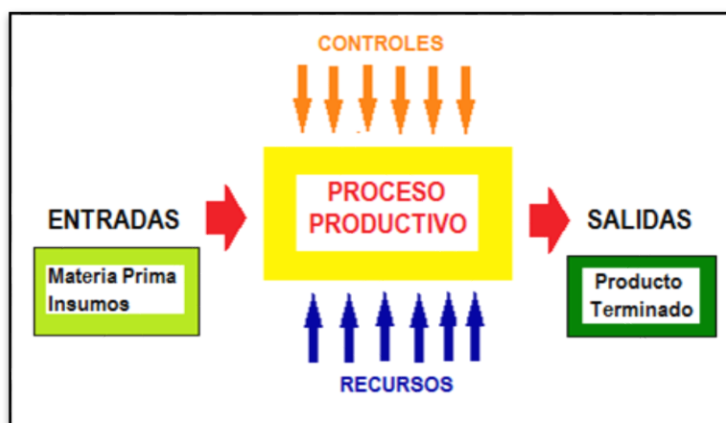 CONTROLES
PROCESO
PRODUCTIVO
ENTRADAS
Materia Prima
Insumos
SALIDAS
Producto
Terminado
RECURSOS